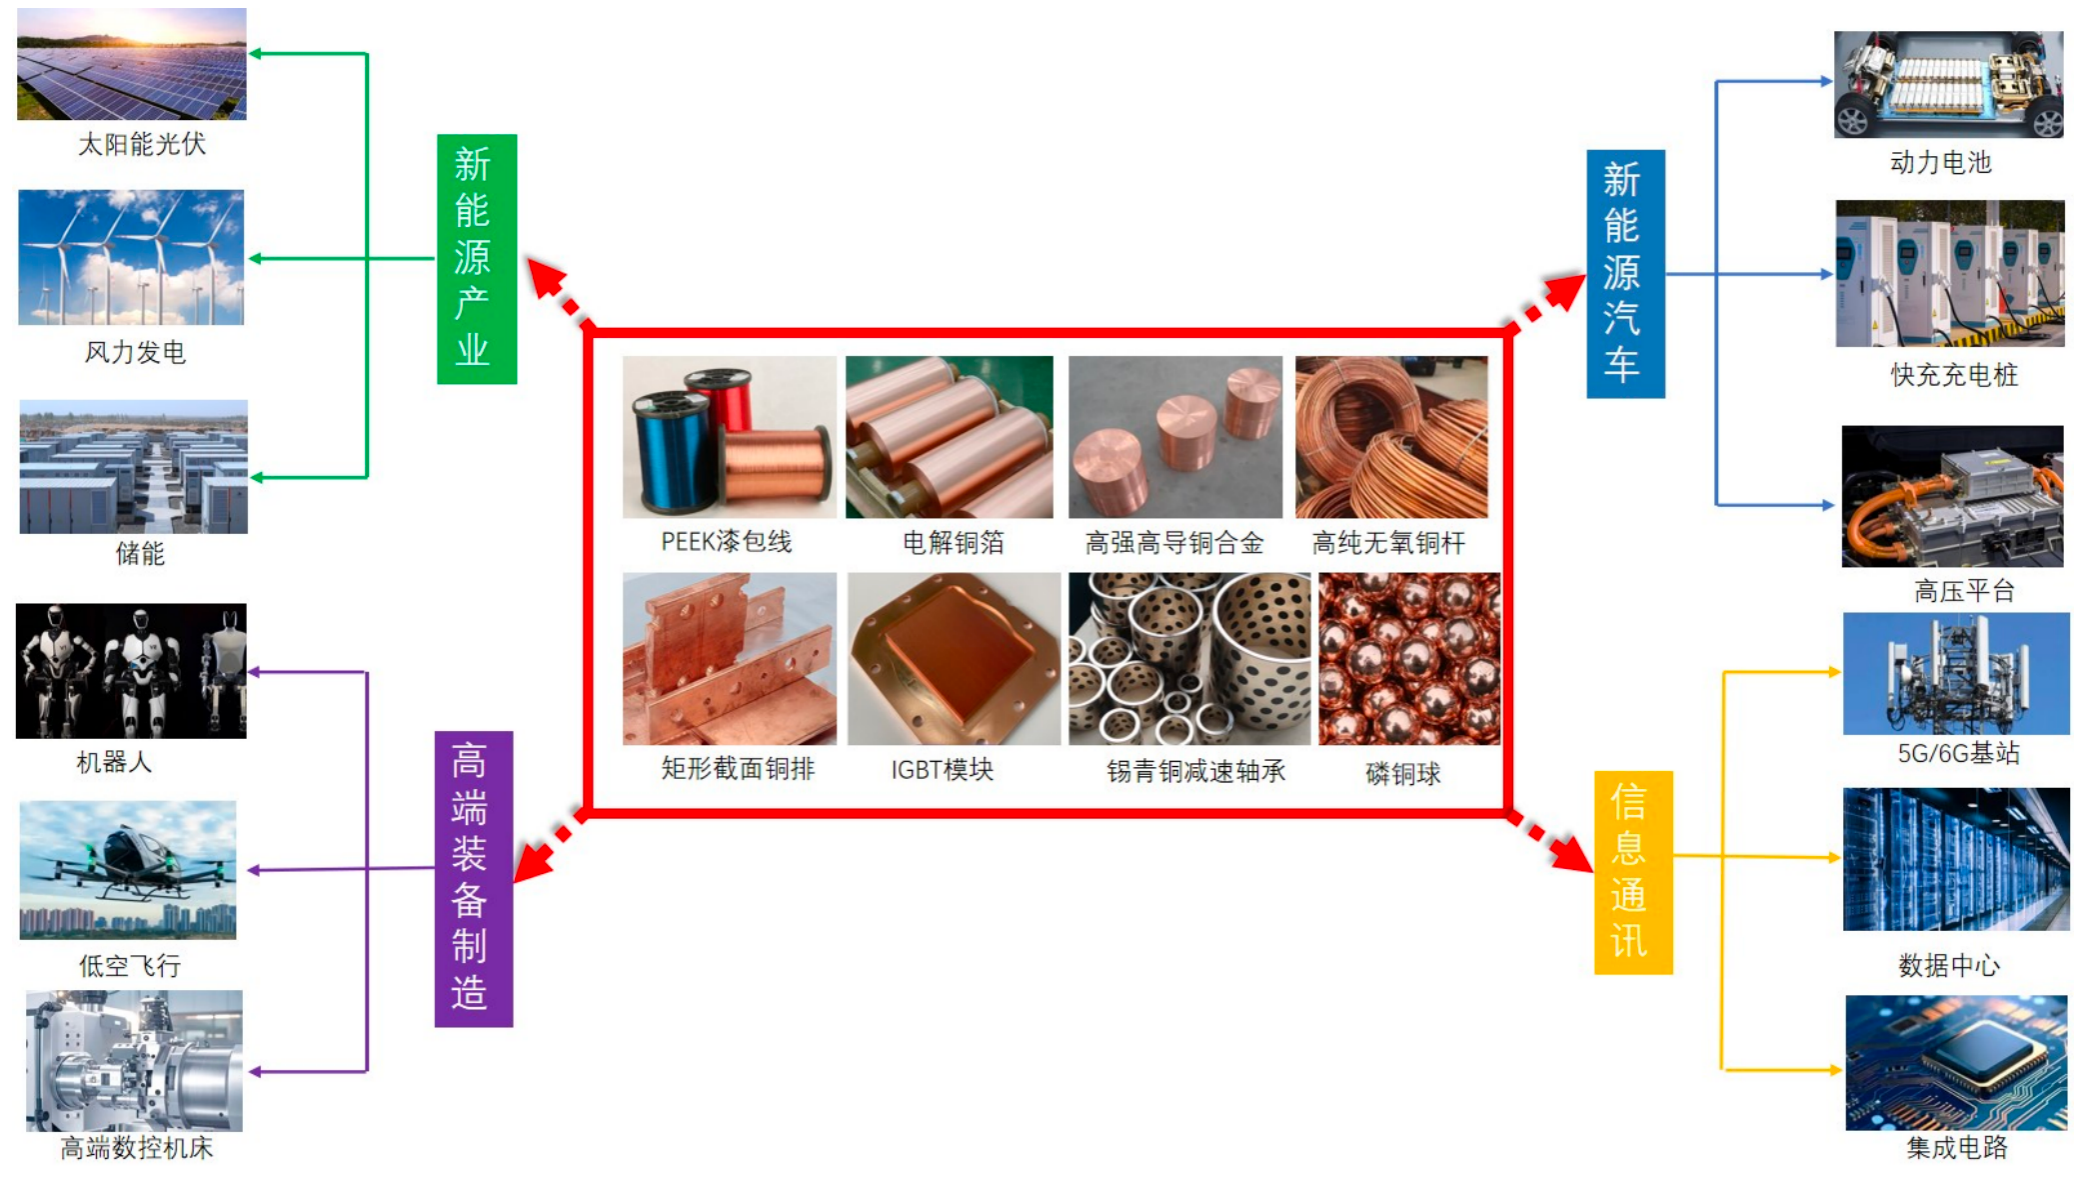 太阳能光伏
风力发电
储能
新能源产业
机器人
低空飞行
高端数控机床
高端装备制造
PEEK漆包线
电解铜箔
高强高导铜合金
高纯无氧铜杆
矩形截面铜排
IGBT模块
锡青铜减速轴承
磷铜球
新能源汽车
动力电池
快充充电桩
高压平台
信息通讯
5G/6G基站
数据中心
集成电路